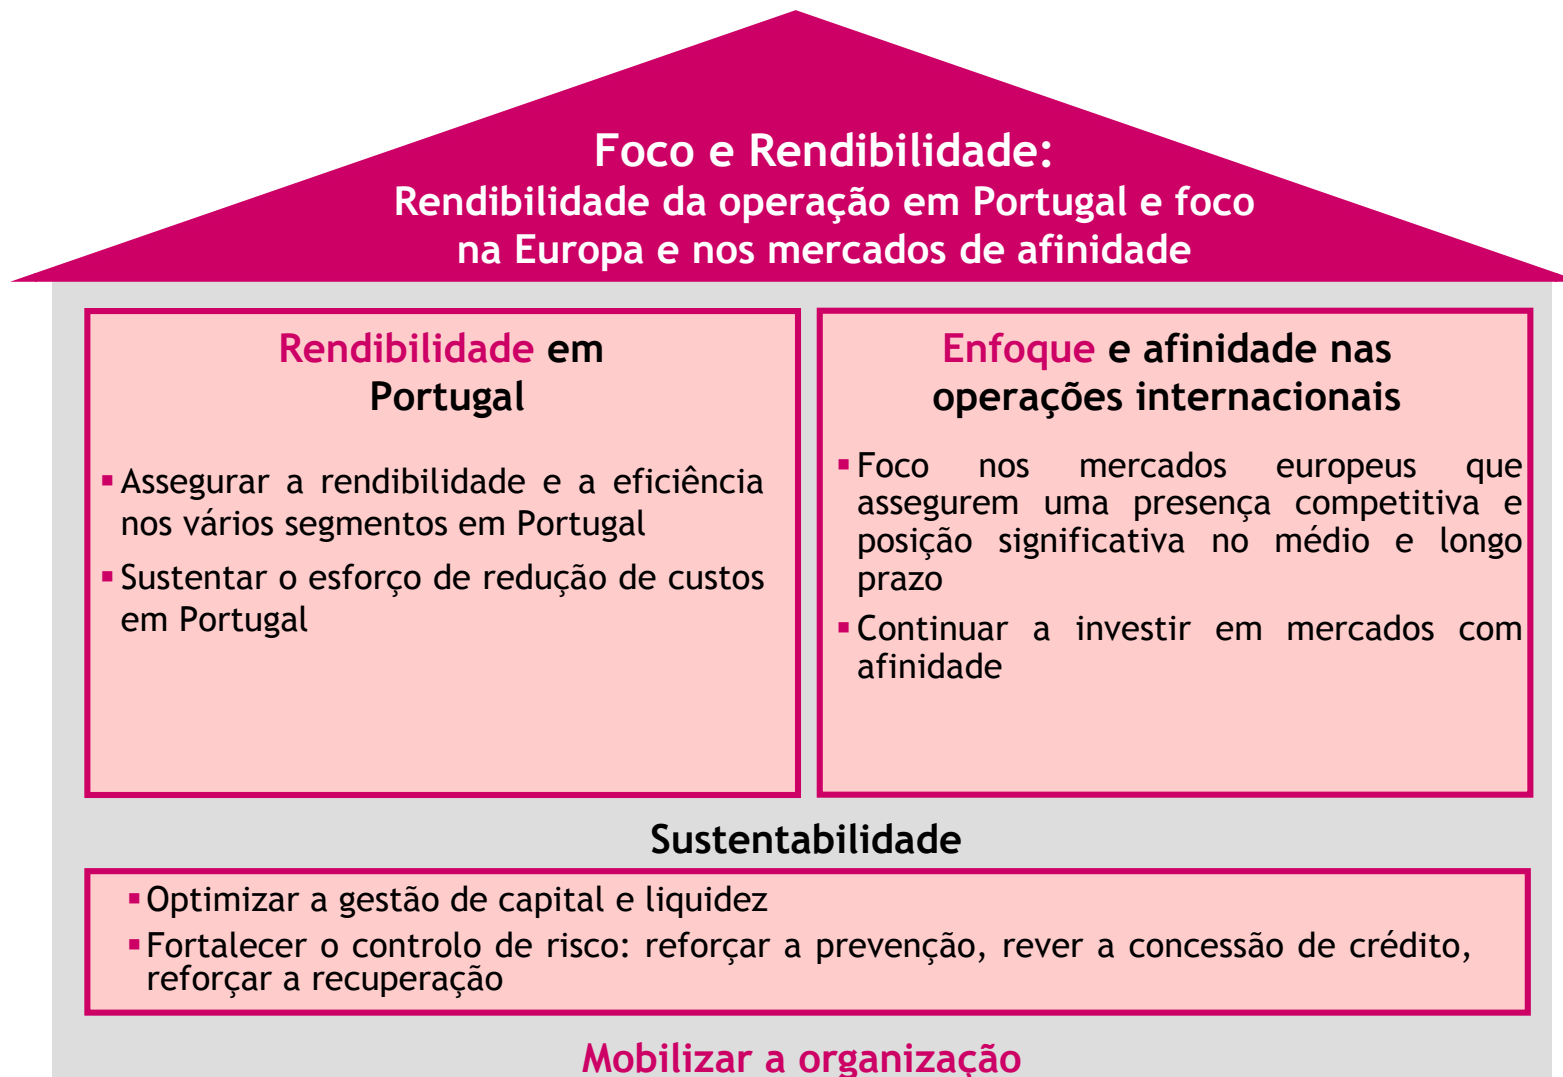 Foco e Rendibilidade:
Rendibilidade da operação em Portugal e foco
na Europa e nos mercados de afinidade
Rendibilidade em
Portugal
▪Assegurar a rendibilidade e a eficiência
nos vários segmentos em Portugal
▪Sustentar o esforço de redução de custos
em Portugal
Enfoque e afinidade nas
operações internacionais
▪Foco nos mercados europeus que
assegurem uma presença competitiva e
posição significativa no médio e longo
prazo
▪Continuar a investir em mercados com
afinidade
Sustentabilidade
▪Optimizar a gestão de capital e liquidez
▪Fortalecer o controlo de risco: reforçar a prevenção, rever a concessão de crédito,
reforçar a recuperação
Mobilizar a organização